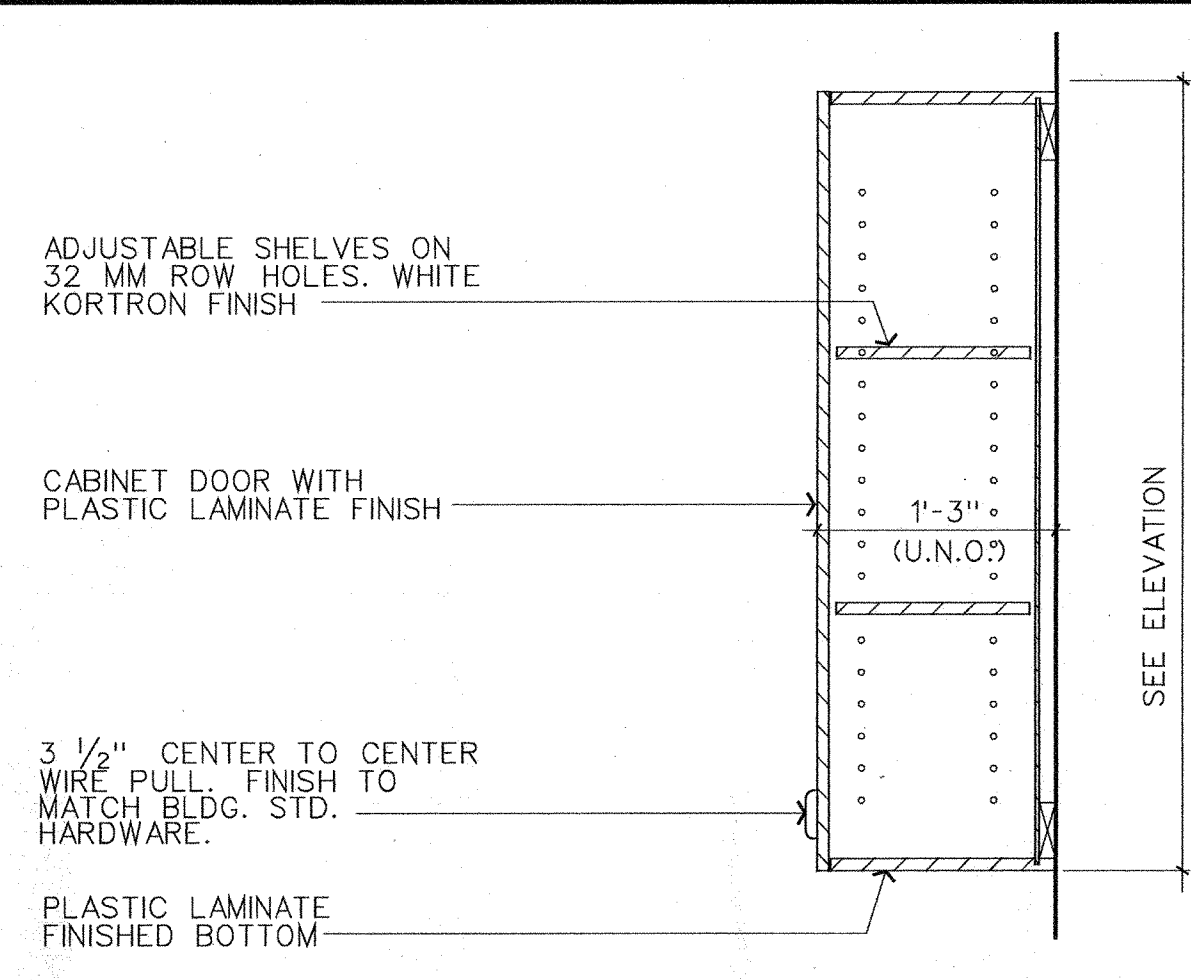 ADJUSTABLE SHELVES ON
32 MM ROW HOLES. WHITE
KORTRON FINISH
CABINET DOOR WITH
PLASTIC LAMINATE FINISH
1'-3"
(U.N.O.)
SEE ELEVATION
3 1/2" CENTER TO CENTER
WIRE PULL. FINISH TO
MATCH BLDG. STD.
HARDWARE.
PLASTIC LAMINATE
FINISHED BOTTOM